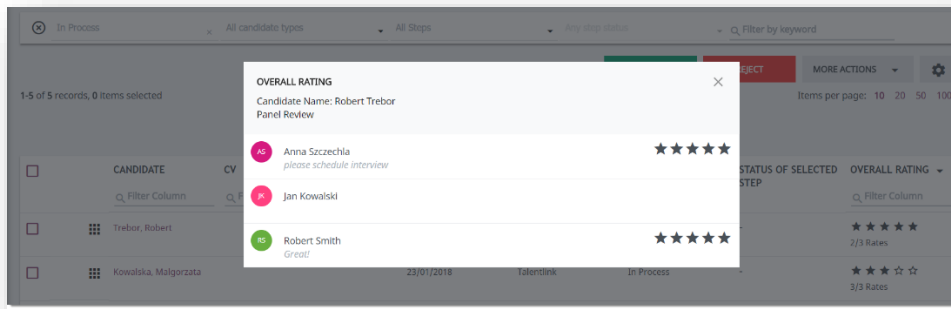 In Process
All candidate types
All Steps
Any step status
Filter by keyword
EJECT
MORE ACTIONS
1-5 of 5 records, 0 items selected
Items per page: 10 20 50 100
OVERALL RATING
Candidate Name: Robert Trebor
Panel Review
AS
Anna Szczechla
please schedule interview
JK
Jan Kowalski
RS
Robert Smith
Great!
CANDIDATE
CV
STATUS OF SELECTED STEP
OVERALL RATING
Filter Column
F
Filter Column
Trebor, Robert
-
2/3 Rates
Kowalska, Malgorzata
23/01/2018
Talentlink
In Process
-
3/3 Rates